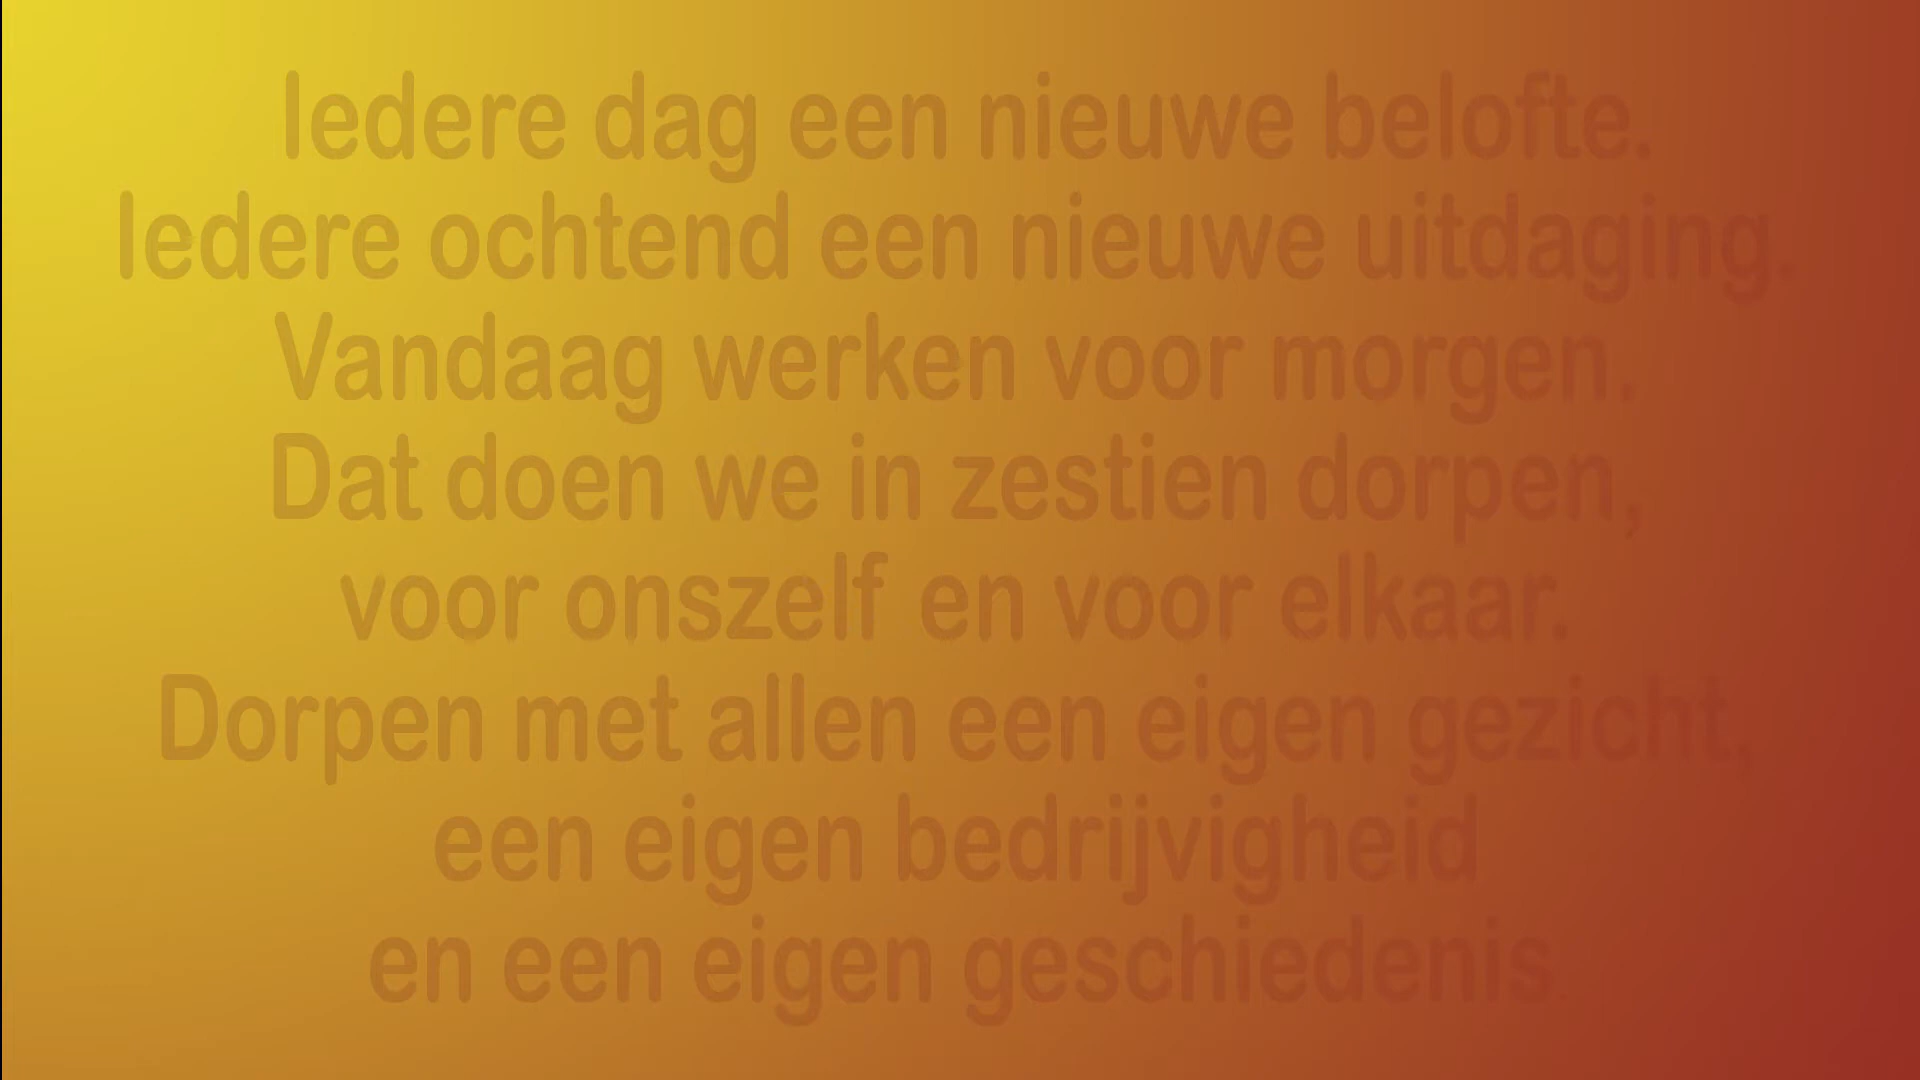 Iedere dag een nieuwe belofte.
Iedere ochtend een nieuwe uitdaging.
Vandaag werken voor morgen.
Dat doen we in zestien dorpen,
voor onszelf en voor elkaar.
Dorpen met allen een eigen gezicht,
een eigen bedrijvigheid
en een eigen geschiedenis